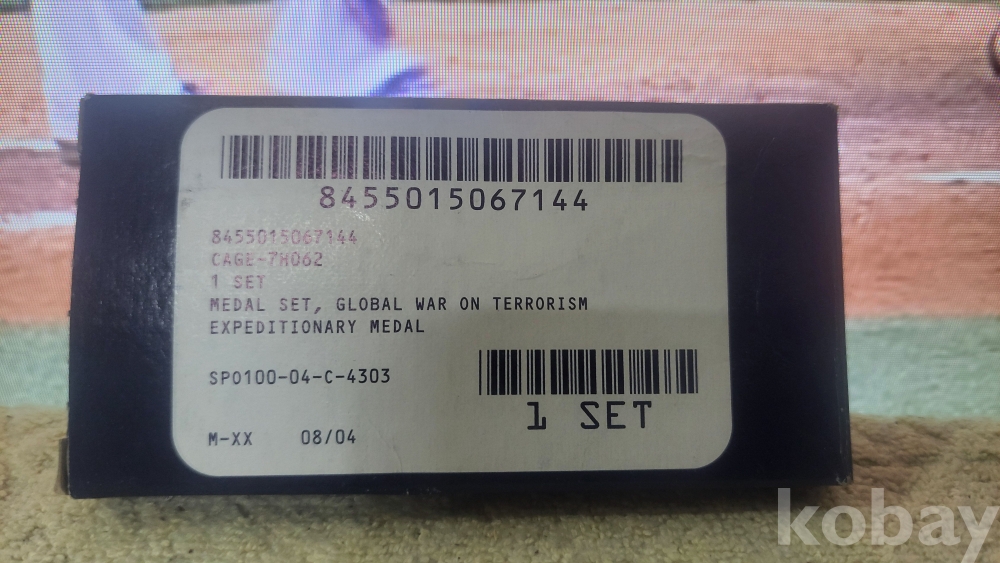 8455015067144
8455015067144
CAGE-7H062
1 SET
MEDAL SET, GLOBAL WAR ON TERRORISM
EXPEDITIONARY MEDAL
SPO100-04-C-4303
1 SET
M-XX 08/04
kobay